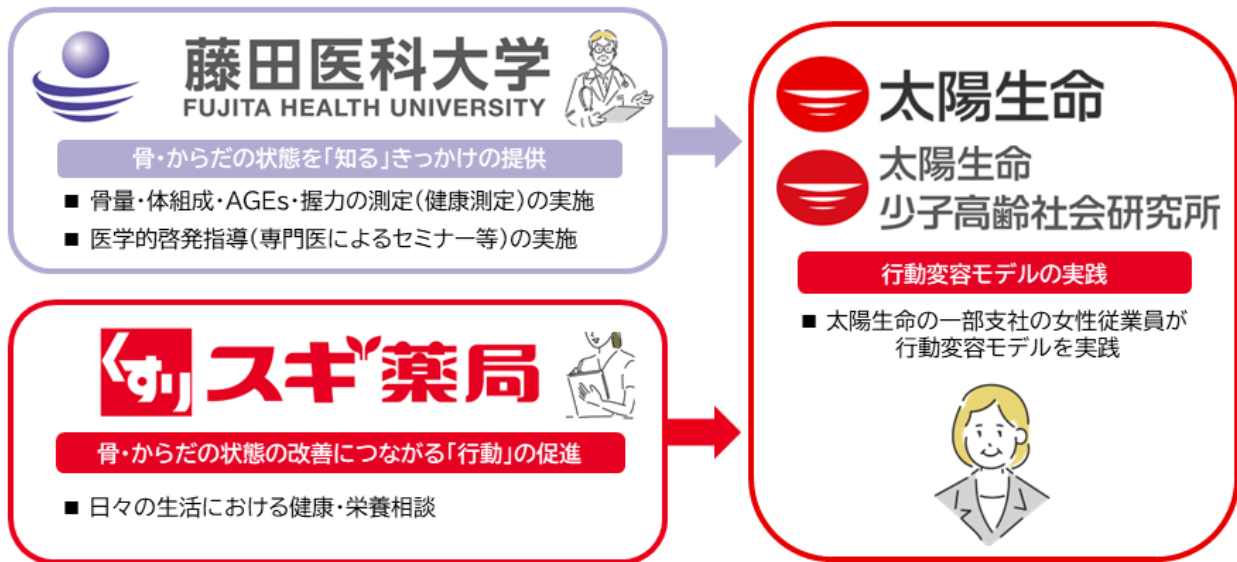 藤田医科大学
FUJITA HEALTH UNIVERSITY
骨・からだの状態を「知る」きっかけの提供
■ 骨量・体組成・AGEs・握力の測定(健康測定)の実施
■ 医学的啓発指導(専門医によるセミナー等)の実施
くすり スギ薬局
骨・からだの状態の改善につながる「行動」の促進
■ 日々の生活における健康・栄養相談
太陽生命
太陽生命
少子高齢社会研究所
行動変容モデルの実践
■ 太陽生命の一部支社の女性従業員が
行動変容モデルを実践